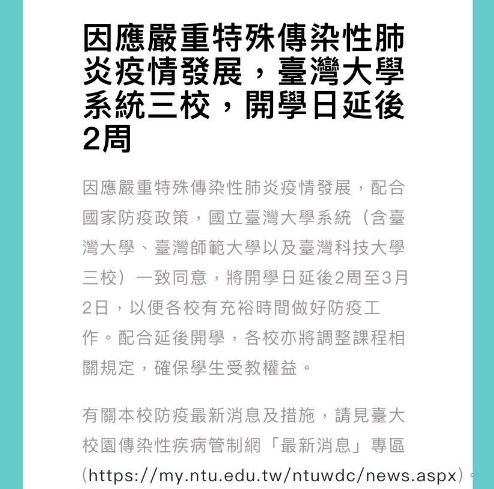 因應嚴重特殊傳染性肺
炎疫情發展，臺灣大學
系統三校，開學日延後
2周
因應嚴重特殊傳染性肺炎疫情發展，配合
國家防疫政策，國立臺灣大學系統（含臺
灣大學、臺灣師範大學以及臺灣科技大學
三校）一致同意，將開學日延後2周至3月
2日，以便各校有充裕時間做好防疫工
作。配合延後開學，各校亦將調整課程相
關規定，確保學生受教權益。
有關本校防疫最新消息及措施，請見臺大
校園傳染性疾病管制網「最新消息」專區
(https://my.ntu.edu.tw/ntuwdc/news.aspx)。